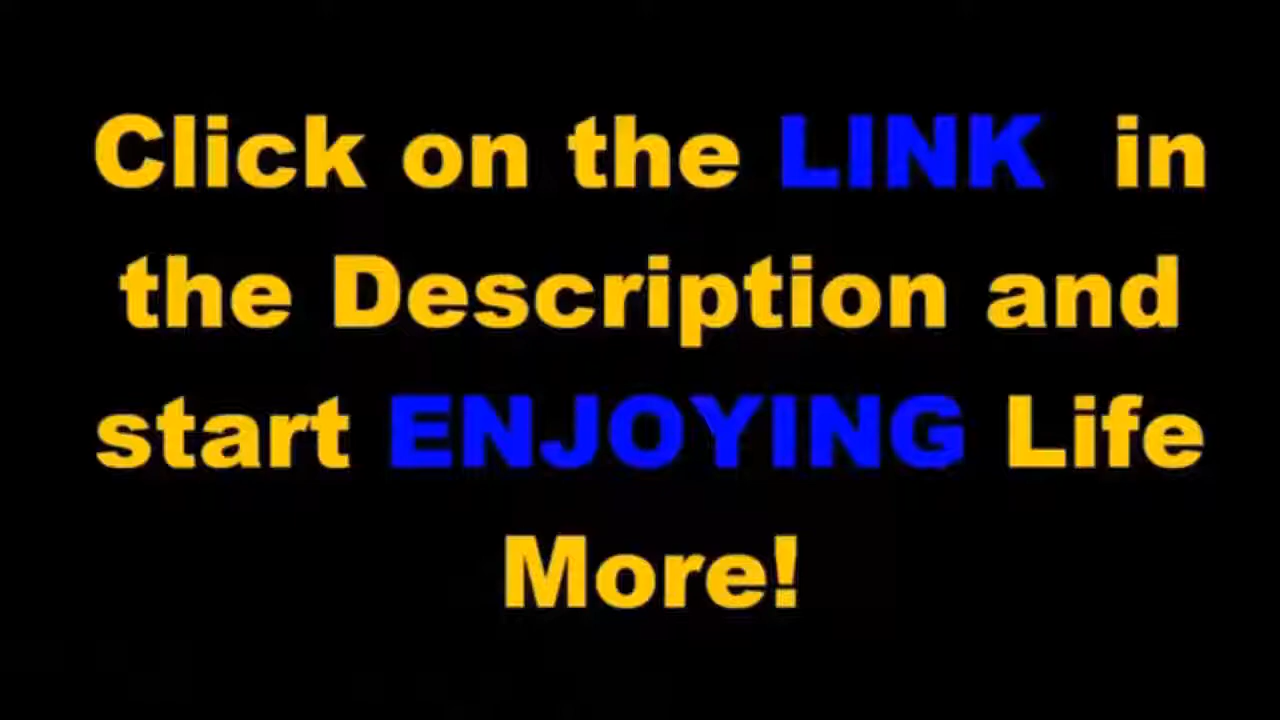 Click on the LINK in
the Description and
start ENJOYING Life
More!